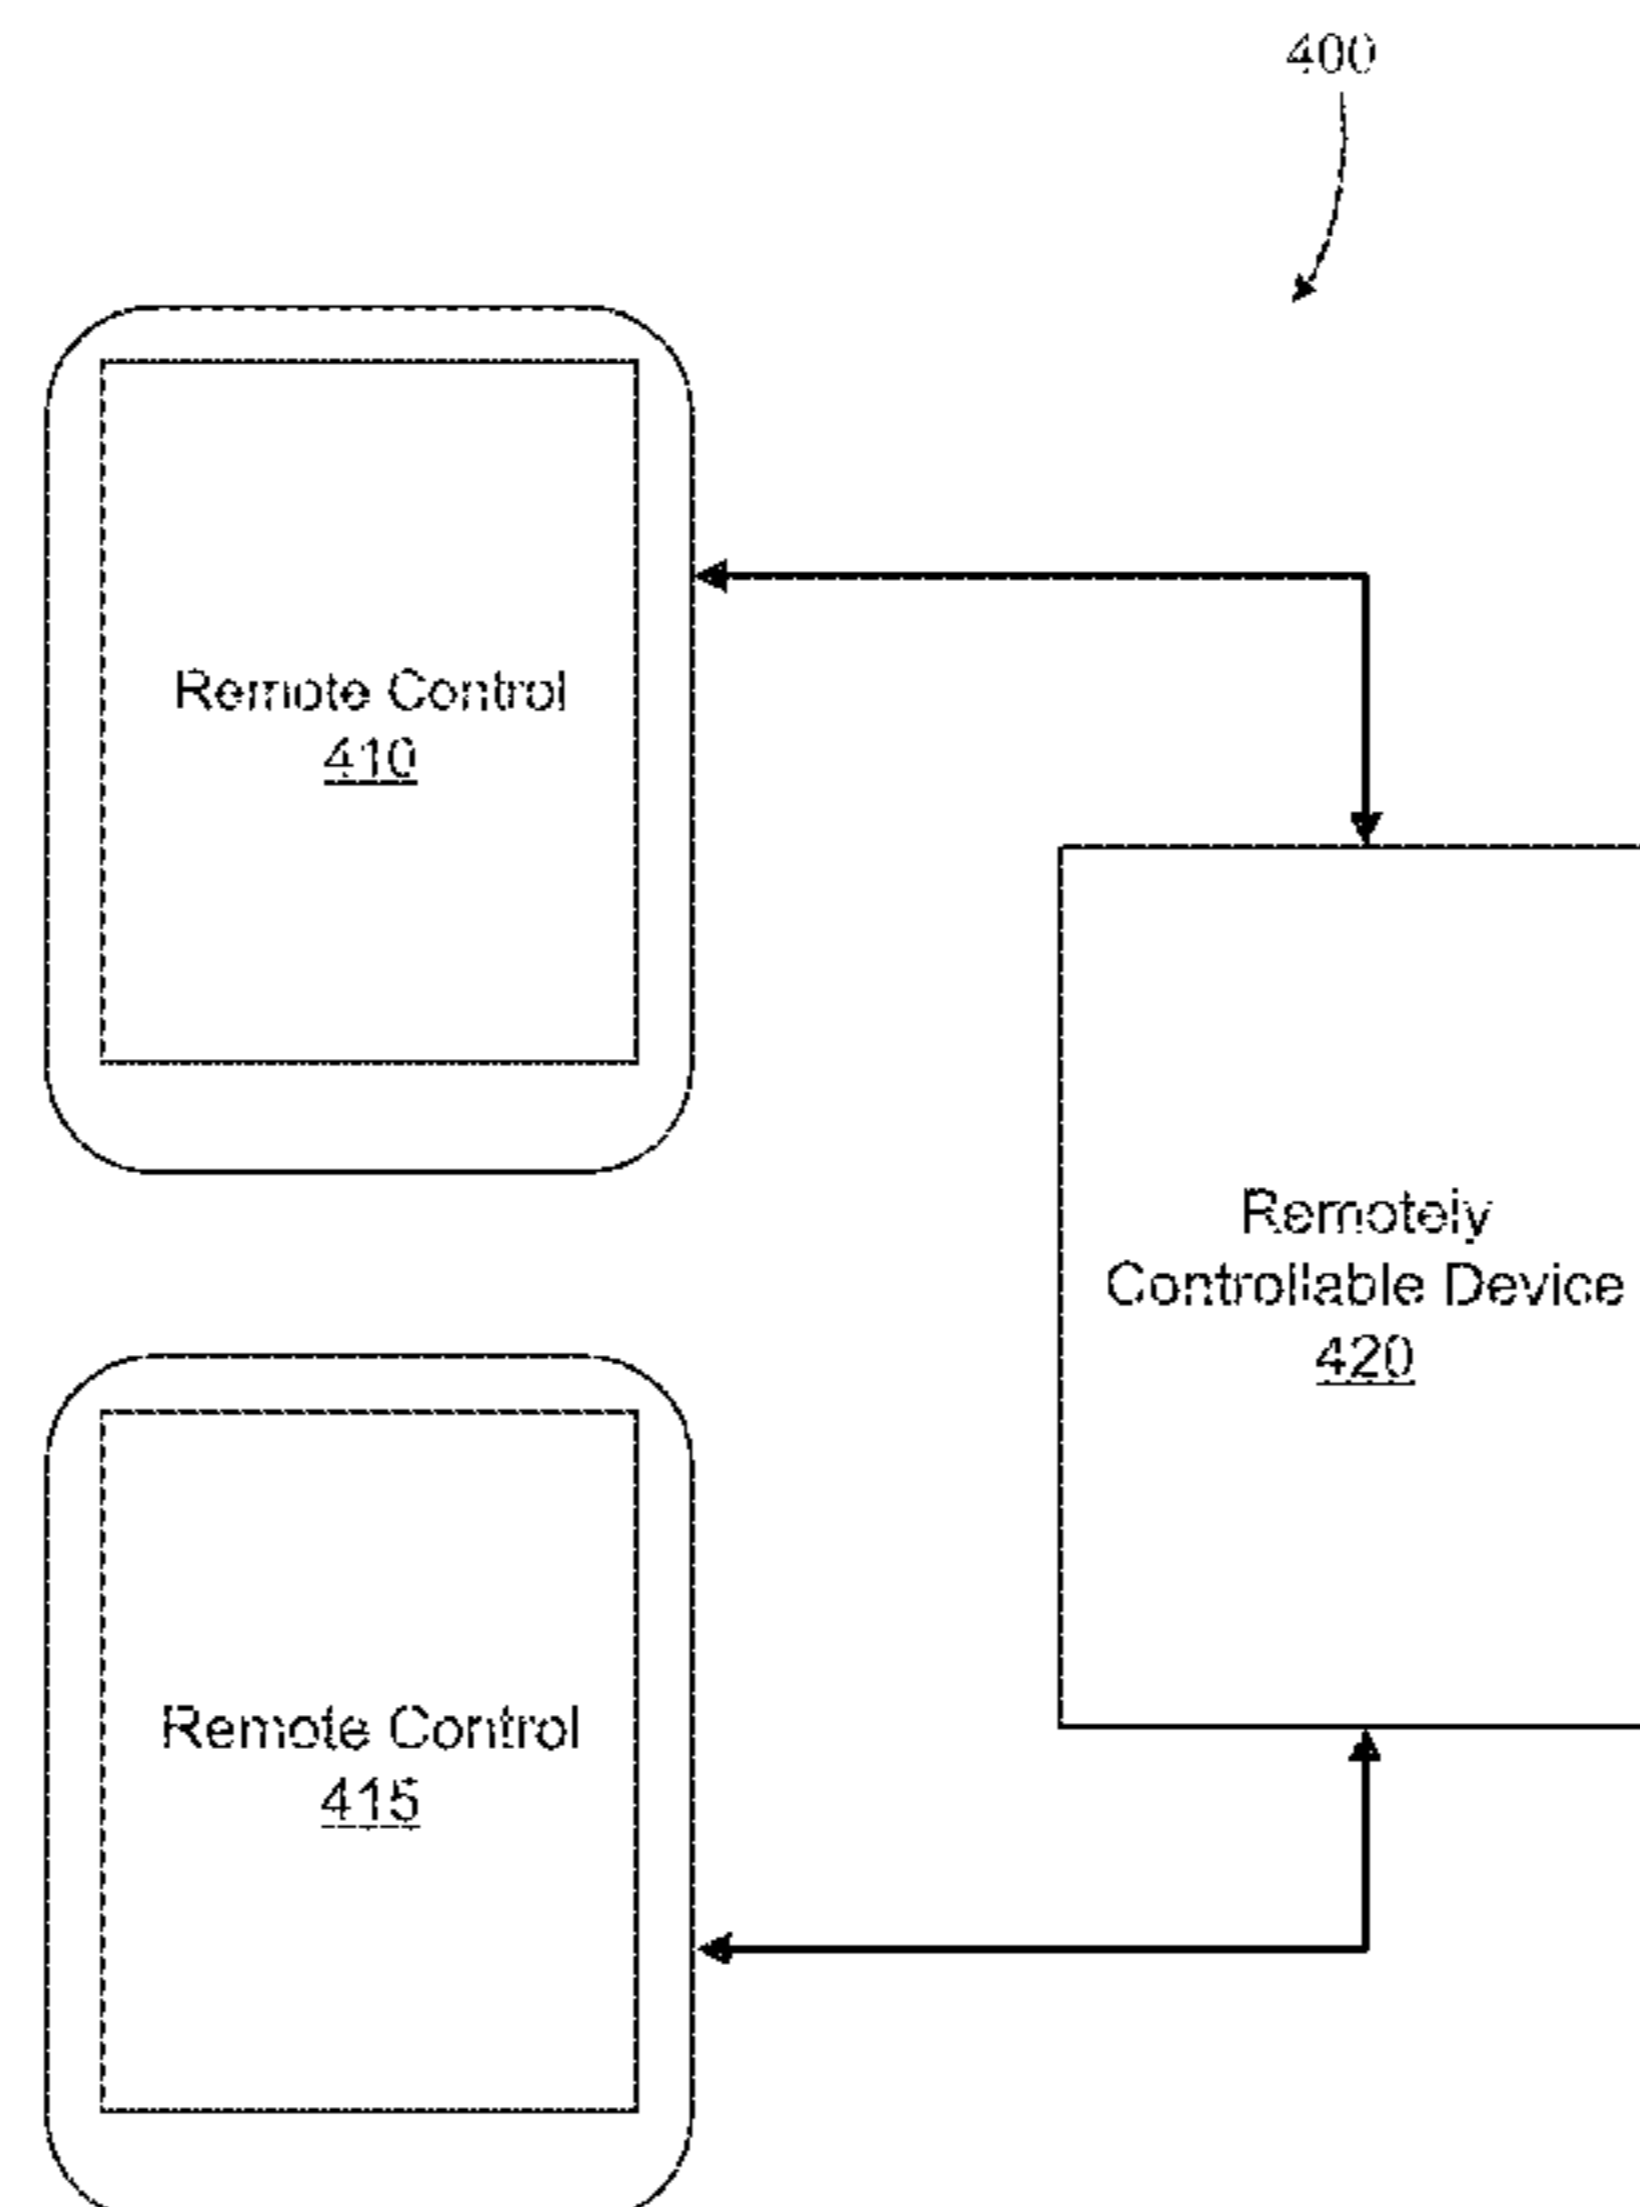 400
Remote Control
410
Remotely
Controllable Device
420
Remote Control
415